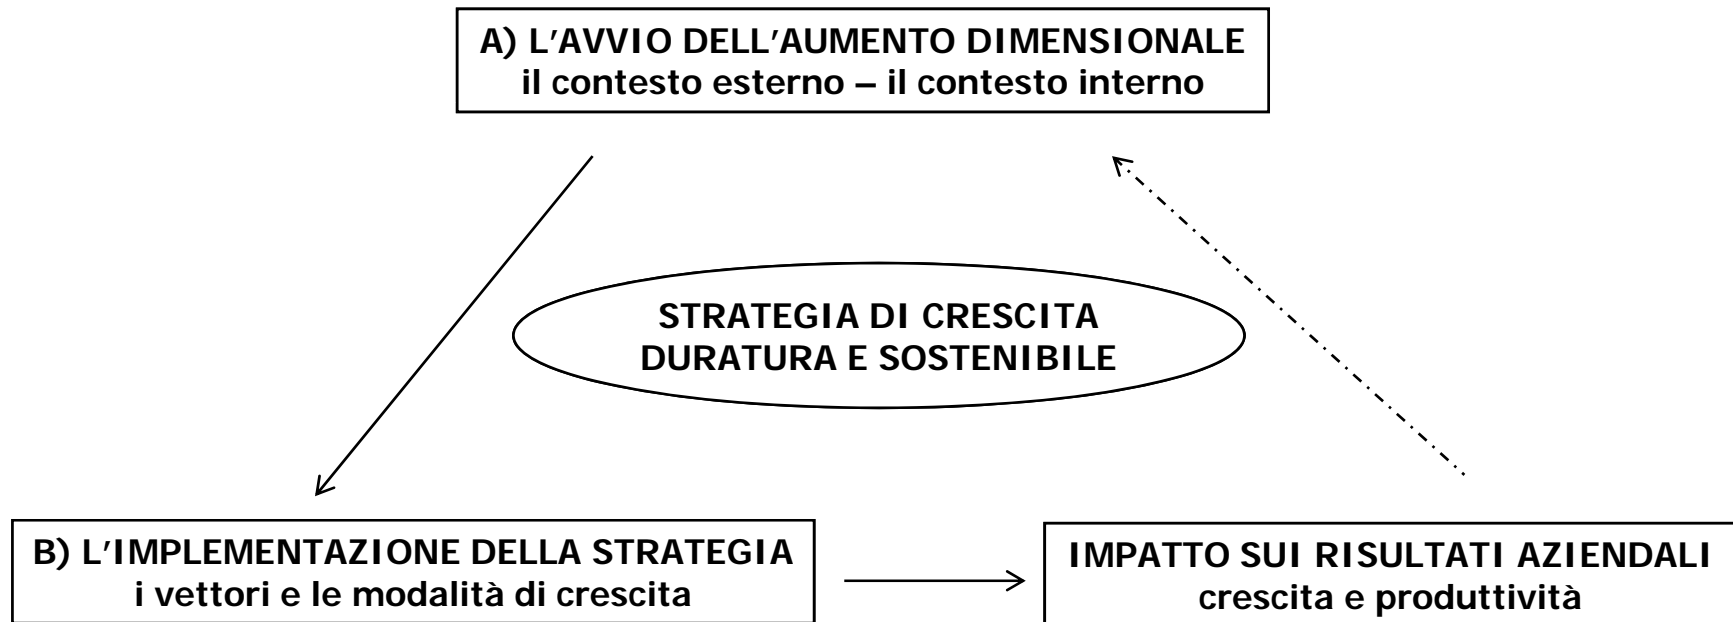 A) L'AVVIO DELL'AUMENTO DIMENSIONALE
il contesto esterno – il contesto interno
STRATEGIA DI CRESCITA
DURATURA E SOSTENIBILE
B) L'IMPLEMENTAZIONE DELLA STRATEGIA
i vettori e le modalità di crescita
IMPATTO SUI RISULTATI AZIENDALI
crescita e produttività